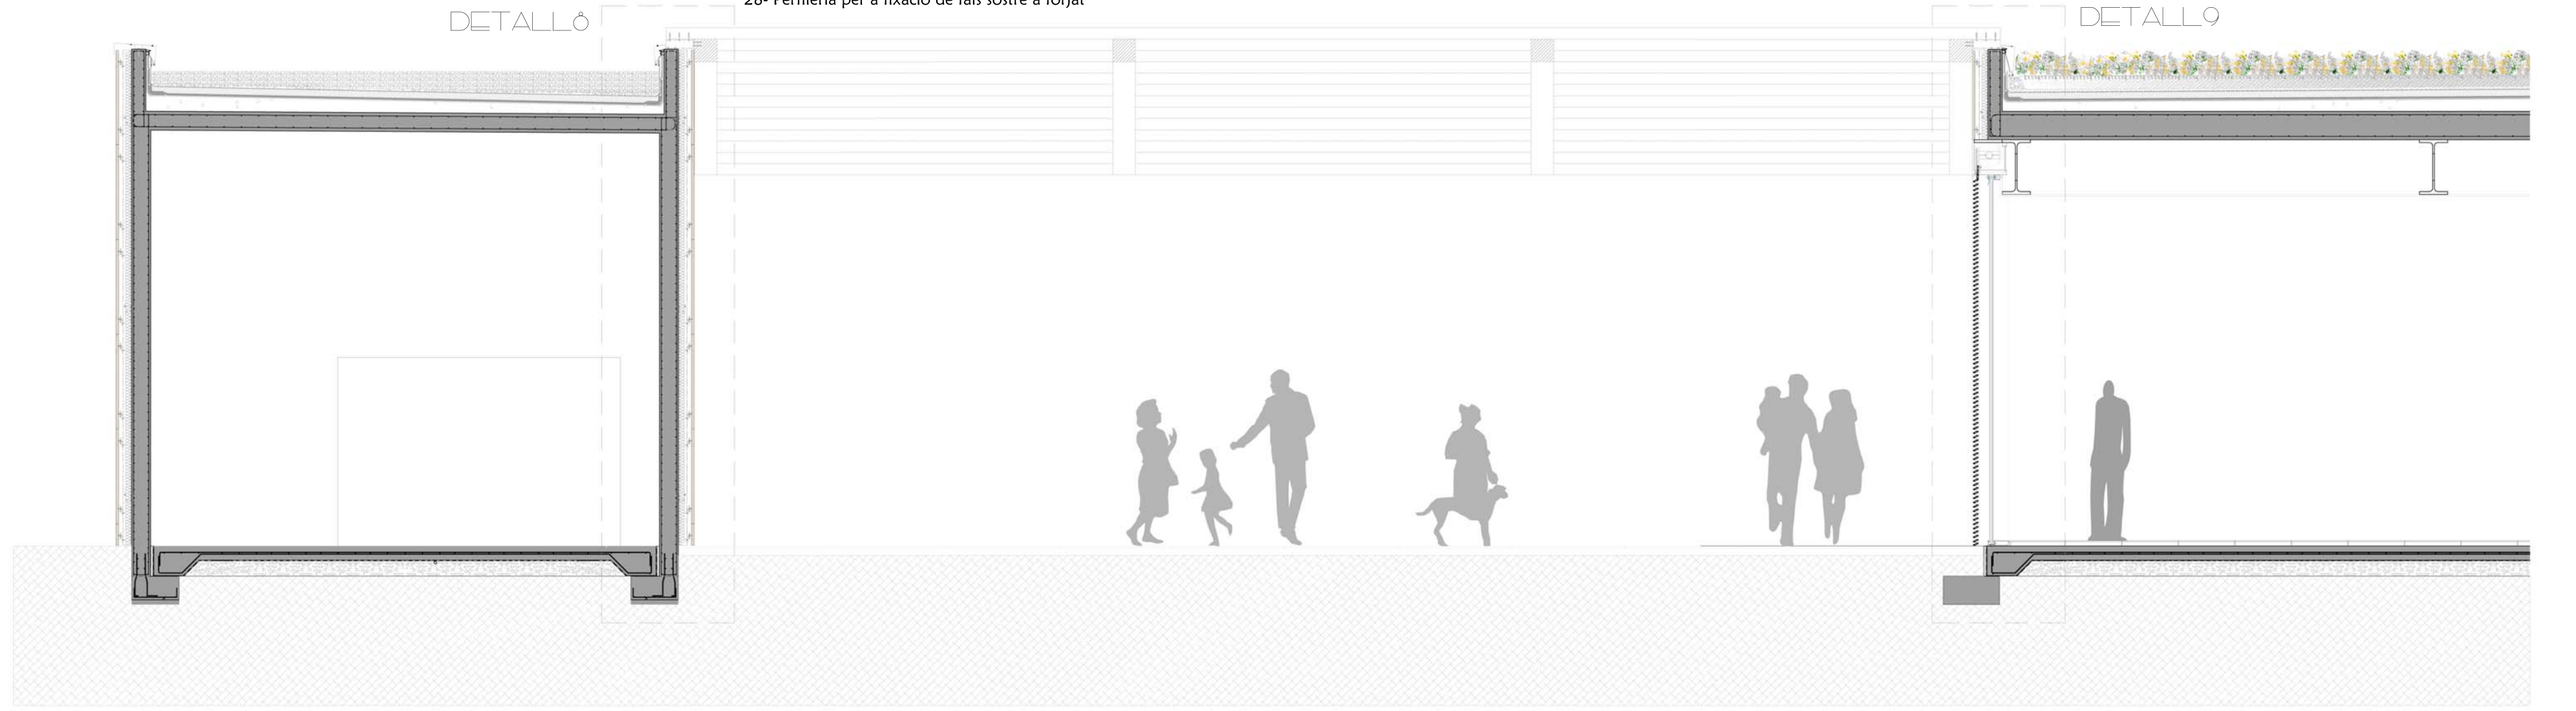 28- Perfileria per a fixació de fals sostre a forjat
DETALL8
DETALL9